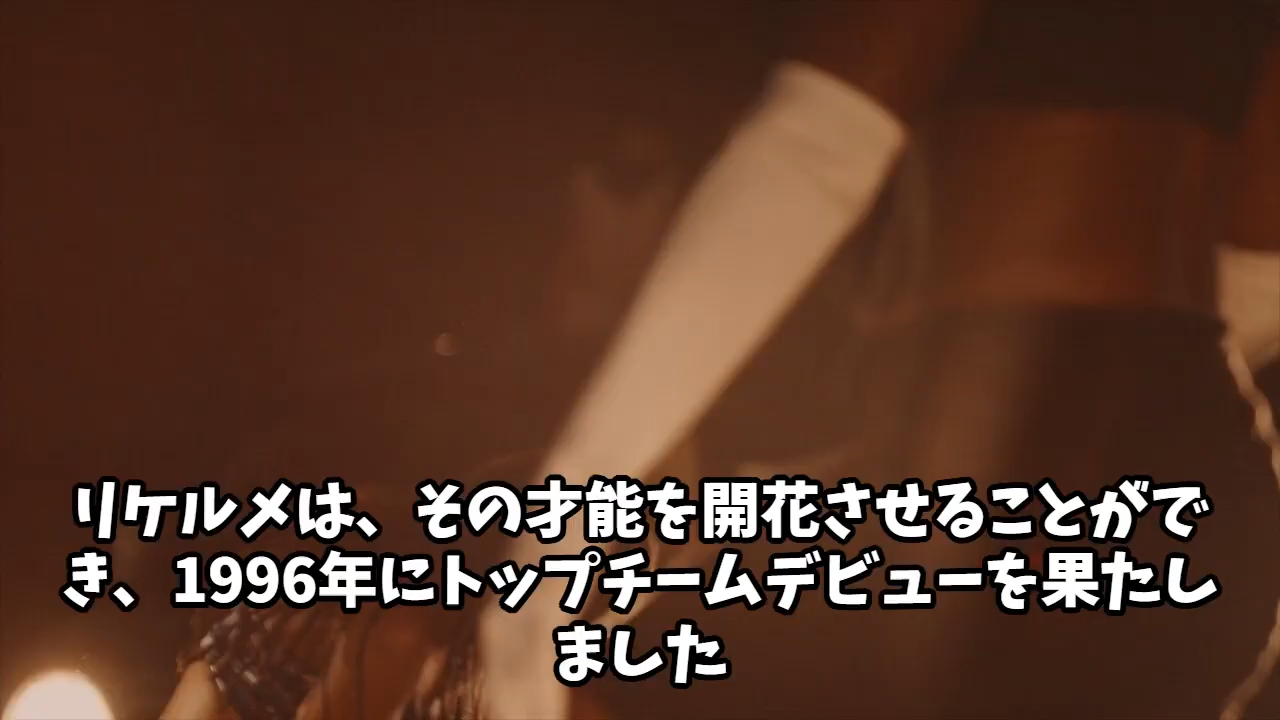 リケルメは、その才能を開花させることがで
き、1996年にトップチームデビューを果たし
ました